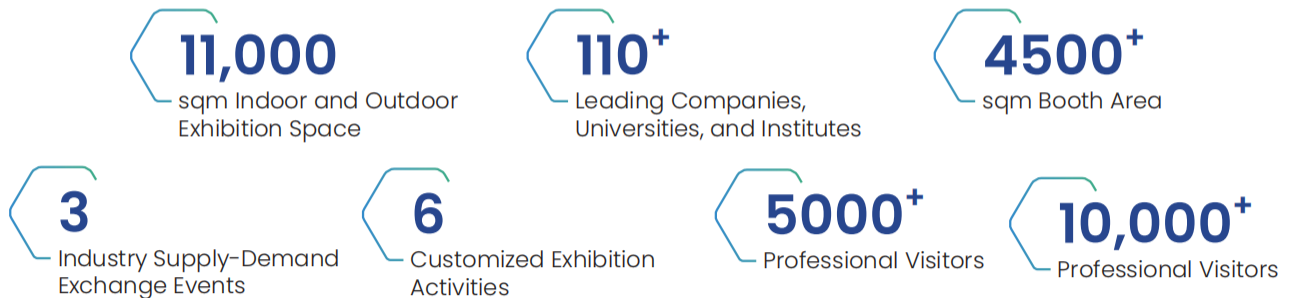 11,000
sqm Indoor and Outdoor
Exhibition Space
110+
Leading Companies,
Universities, and Institutes
4500+
sqm Booth Area
3
Industry Supply-Demand
Exchange Events
6
Customized Exhibition
Activities
5000+
Professional Visitors
10,000+
Professional Visitors